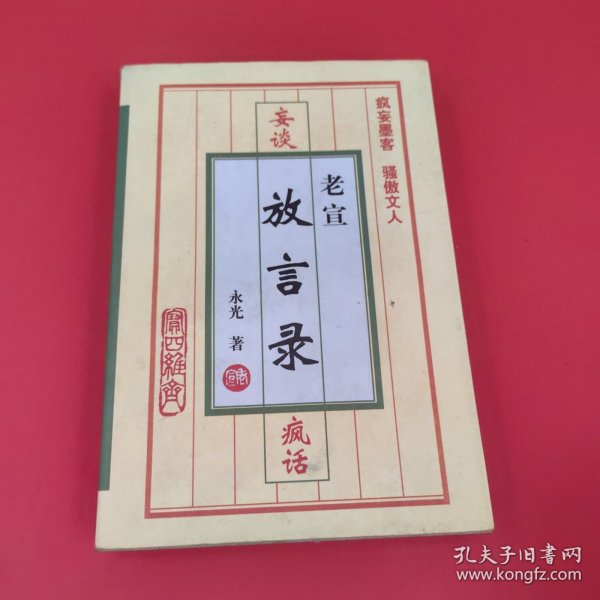 疯妄墨客 骚傲文人
妄谈
老宣
放言录
永光 著
疯话
孔夫子旧书网
www.kongfz.com